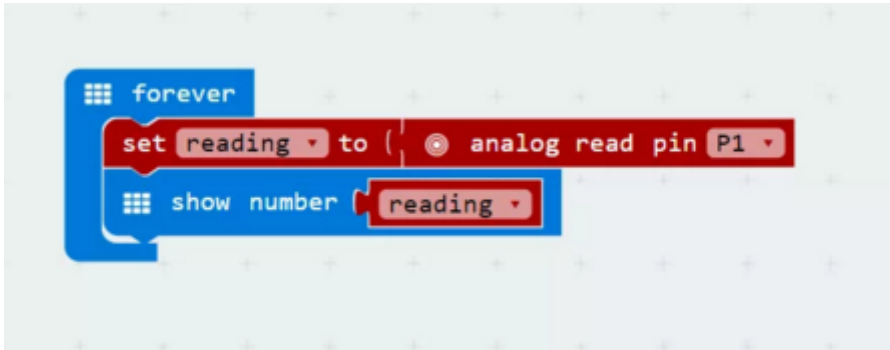 forever
set reading to ( analog read pin P1
show number reading